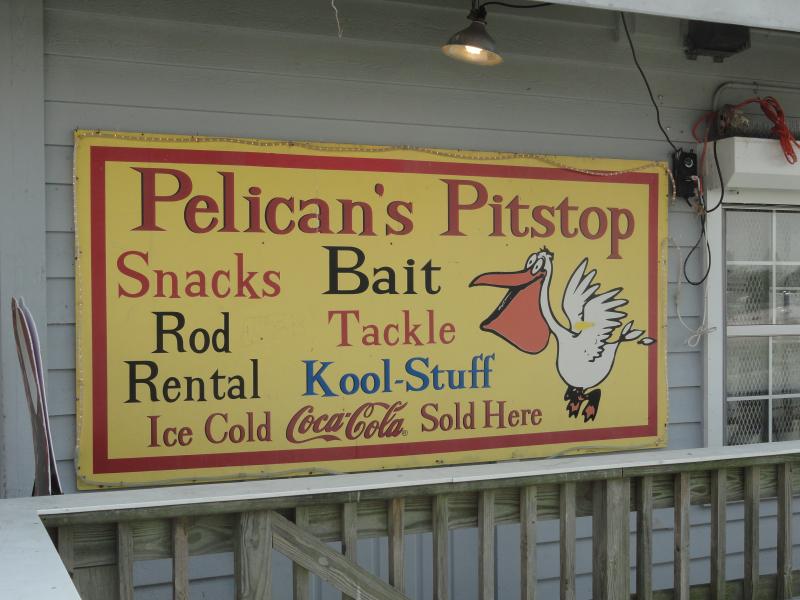 Pelican's Pitstop
Snacks Bait
Rod Tackle
Rental Kool-Stuff
Ice Cold Coca-Cola Sold Here